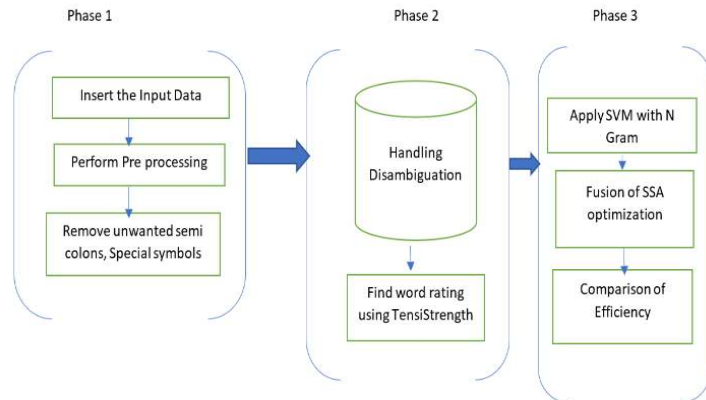 Phase 1
Insert the Input Data
Perform Pre processing
Remove unwanted semi
colons, Special symbols
Phase 2
Handling
Disambiguation
Find word rating
using TensiStrength
Phase 3
Apply SVM with N
Gram
Fusion of SSA
optimization
Comparison of
Efficiency